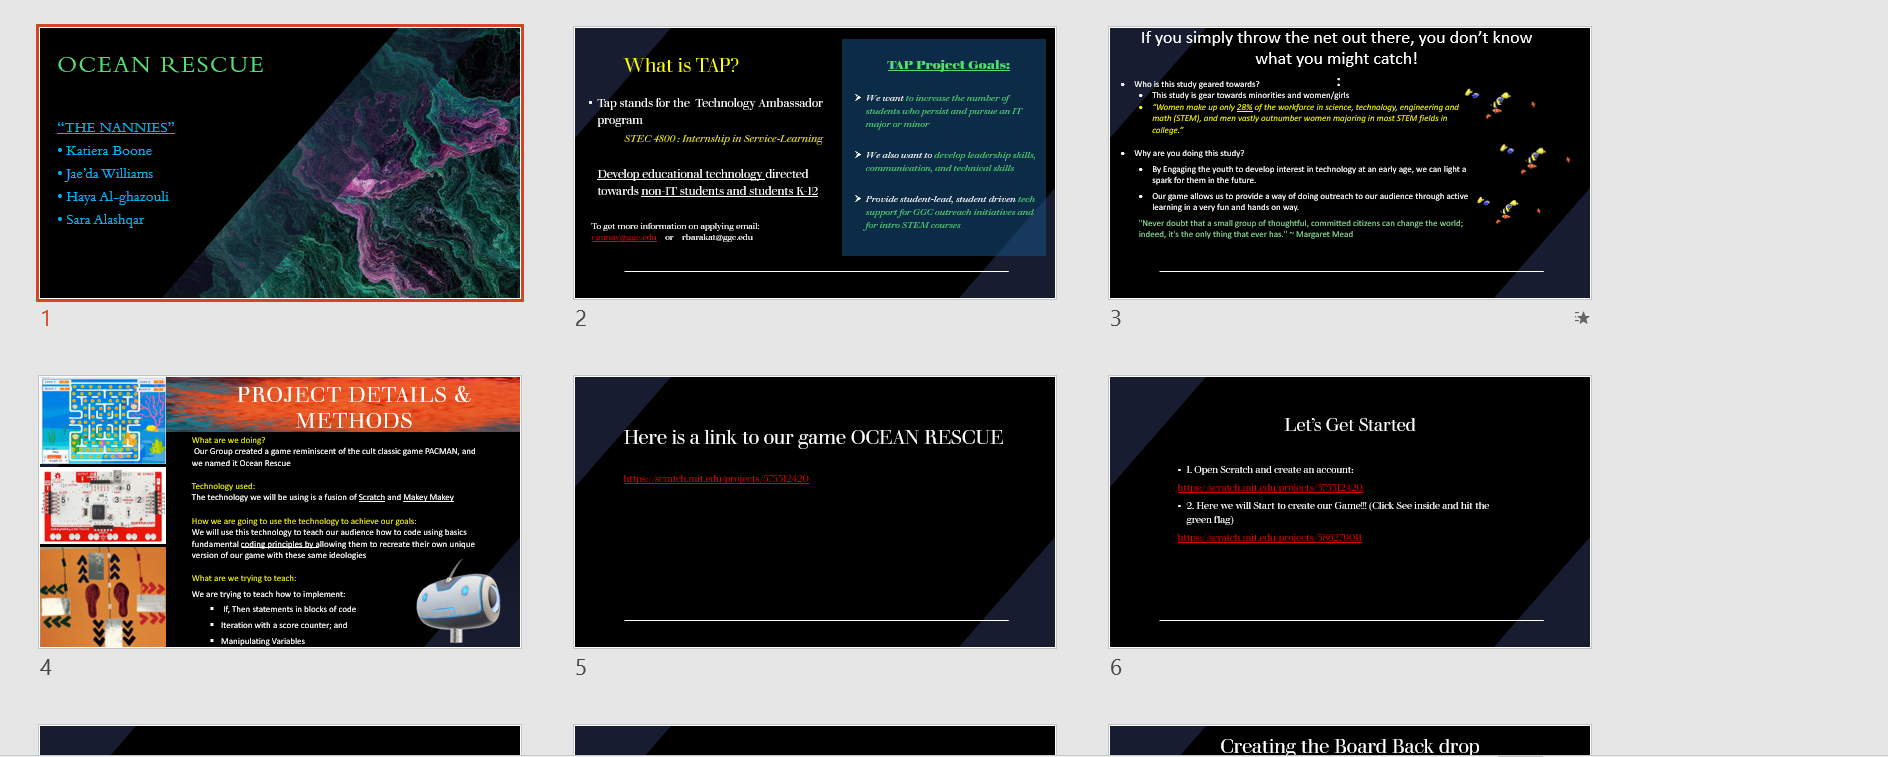 OCEAN RESCUE
“THE NANNIES”
• Katiera Boone
• Jae’da Williams
• Haya Al-ghazouli
• Sara Alashqar
1
What is TAP?
• Tap stands for the Technology Ambassador
program
STEC 4800 : Internship in Service-Learning
Develop educational technology directed
towards non-IT students and students K-12
To get more information on applying email:
or rbarakat@ggc.edu
TAP Project Goals:
We want to increase the number of
students who persist and pursue an IT
major or minor
We also want to develop leadership skills,
communication, and technical skills
Provide student-lead, student driven tech
support for GGC outreach initiatives and
for intro STEM courses
2
If you simply throw the net out there, you don’t know
what you might catch!
:
• Who is this study geared towards?
• This study is gear towards minorities and women/girls
• “Women make up only 28% of the workforce in science, technology, engineering and
math (STEM), and men vastly outnumber women majoring in most STEM fields in
college.”
• Why are you doing this study?
• By Engaging the youth to develop interest in technology at an early age, we can light a
spark for them in the future.
• Our game allows us to provide a way of doing outreach to our audience through active
learning in a very fun and hands on way.
"Never doubt that a small group of thoughtful, committed citizens can change the world;
indeed, it's the only thing that ever has." ~ Margaret Mead
3
PROJECT DETAILS &
METHODS
What are we doing?
Our Group created a game reminiscent of the cult classic game PACMAN, and
we named it Ocean Rescue
Technology used:
The technology we will be using is a fusion of Scratch and Makey Makey
How we are going to use the technology to achieve our goals:
We will use this technology to teach our audience how to code using basics
fundamental coding principles by allowing them to recreate their own unique
version of our game with these same ideologies
What are we trying to teach:
We are trying to teach how to implement:
▪ If, Then statements in blocks of code
▪ Iteration with a score counter; and
▪ Manipulating Variables
4
Here is a link to our game OCEAN RESCUE
https://scratch.mit.edu/projects/575512420
5
Let’s Get Started
• 1. Open Scratch and create an account:
https://scratch.mit.edu/projects/575512420
• 2. Here we will Start to create our Game!!! (Click See inside and hit the
green flag)
https://scratch.mit.edu/projects/586279011
6
Creating the Board Back drop